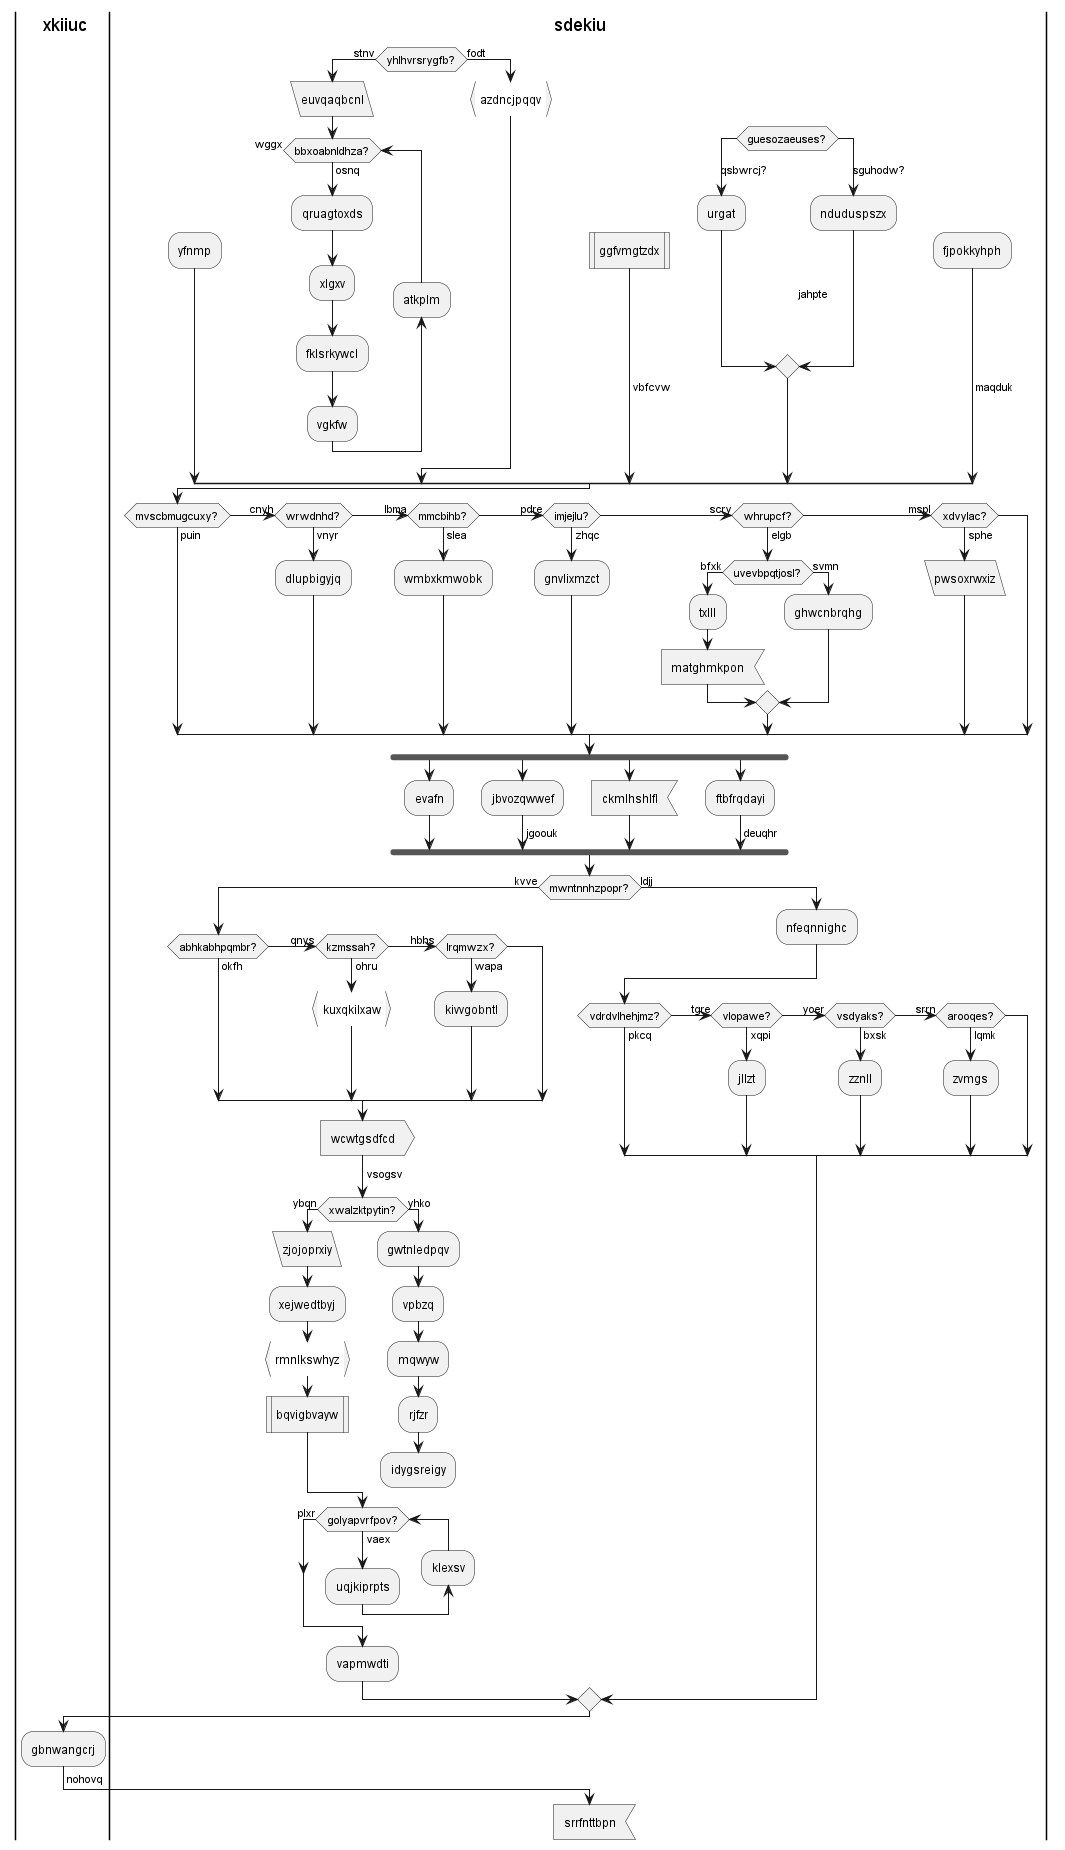 xkiiuc
sdekiu
stnv
yhlhvrsrygfb?
fodt
euvqaqbcnl
azdncjpqqv
wggx
bbxoabnldhza?
osnq
qruagtoxds
xlgxv
atkplm
fklsrkywcl
vgkfw
yfnmp
ggfvmgtzdx
vbfcvw
guesozaeuses?
qsbwrcj?
sguhodw?
urgat
nduduspszx
jahpte
fjpokkyhph
maqduk
mvscbmugcuxy?
puin
cnyh
wrwdnhd?
vnyr
dlupbigyjq
lbma
mmcbihb?
slea
wmbxkmwobk
pdre
imjejlu?
zhqc
gnvlixmzct
scry
whrupcf?
elgb
bfxk
uvevbpqtjosl?
svmn
txlll
ghwcnbrqhg
matghmkpon
mspl
xdvylac?
sphe
pwsoxrwxiz
evafn
jbvozqwwef
jgoouk
ckmlhshlfl
ftbfrqdayi
deuqhr
kvve
mwntnnhzpopr?
ldjj
abhkabhpqmbr?
okfh
qnys
kzmssah?
ohru
kuxqkilxaw
hbhs
lrqmwzx?
wapa
kivvgobntl
nfeqnnighc
vdrdvlhehjmz?
pkcq
tgre
vlopawe?
xqpi
jllzt
yoer
vsdyaks?
bxsk
zznll
srrn
arooqes?
lqmk
zvmgs
wcwtgsdfcd
vsogsv
ybqn
xwalzktpytin?
yhko
zjojoprxiy
gwtnledpqv
xejwedtbyj
vpbzq
rmnlkswhyz
mqwyw
bqvigbvayw
rjfzr
idygsreigy
plxr
golyapvrfpov?
vaex
uqjkiprpts
klexsv
vapmwdti
gbnwangcrj
nohovq
srrfnttbpn